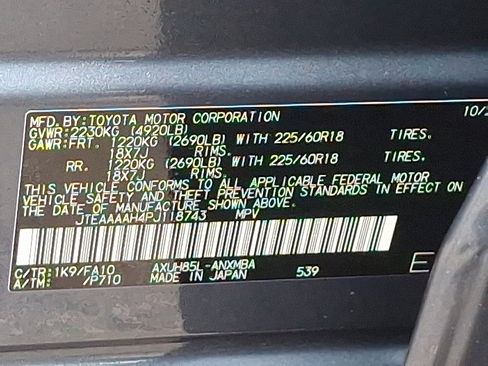 MFD.BY:TOYOTA MOTOR CORPORATION 10/
GVWR:2230KG (4920LB)
GAWR:FRT. 1220KG (2690LB) WITH 225/60R18 TIRES.
18X7J RIMS.
RR. 1220KG (2690LB) WITH 225/60R18 TIRES.
18X7J RIMS.
THIS VEHICLE CONFORMS TO ALL APPLICABLE FEDERAL MOTOR
VEHICLE SAFETY AND THEFT PREVENTION STANDARDS IN EFFECT ON
THE DATE OF MANUFACTURE SHOWN ABOVE.
JTEAAAAH4PJ118743 MPV
C/TR:1K9/FA10 AXUH85L-ANXMBA
A/TM: /P710 MADE IN JAPAN 539 E